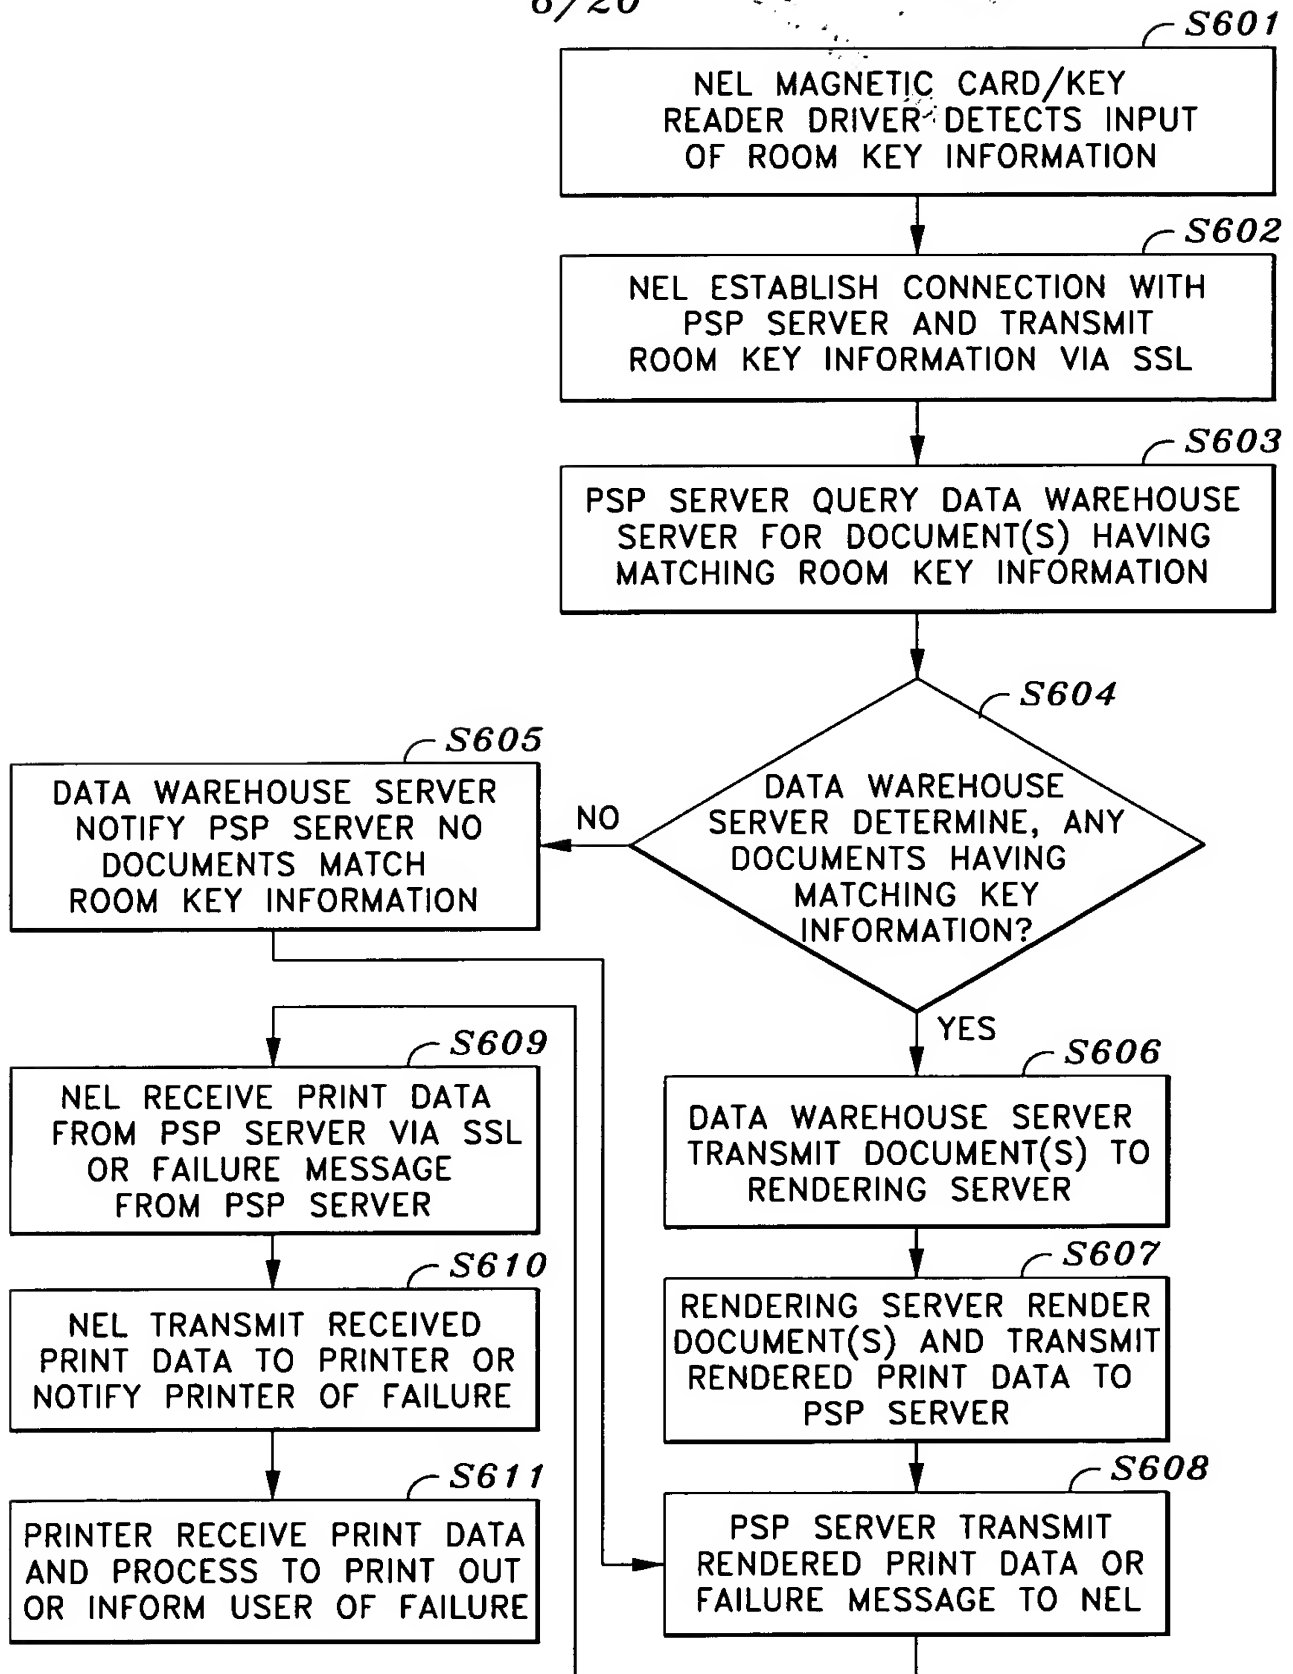 6/20
S601
NEL MAGNETIC CARD/KEY
READER DRIVER DETECTS INPUT
OF ROOM KEY INFORMATION
S602
NEL ESTABLISH CONNECTION WITH
PSP SERVER AND TRANSMIT
ROOM KEY INFORMATION VIA SSL
S603
PSP SERVER QUERY DATA WAREHOUSE
SERVER FOR DOCUMENT(S) HAVING
MATCHING ROOM KEY INFORMATION
S604
DATA WAREHOUSE
SERVER DETERMINE, ANY
DOCUMENTS HAVING
MATCHING KEY
INFORMATION?
NO
S605
DATA WAREHOUSE SERVER
NOTIFY PSP SERVER NO
DOCUMENTS MATCH
ROOM KEY INFORMATION
YES
S606
DATA WAREHOUSE SERVER
TRANSMIT DOCUMENT(S) TO
RENDERING SERVER
S607
RENDERING SERVER RENDER
DOCUMENT(S) AND TRANSMIT
RENDERED PRINT DATA TO
PSP SERVER
S608
PSP SERVER TRANSMIT
RENDERED PRINT DATA OR
FAILURE MESSAGE TO NEL
S609
NEL RECEIVE PRINT DATA
FROM PSP SERVER VIA SSL
OR FAILURE MESSAGE
FROM PSP SERVER
S610
NEL TRANSMIT RECEIVED
PRINT DATA TO PRINTER OR
NOTIFY PRINTER OF FAILURE
S611
PRINTER RECEIVE PRINT DATA
AND PROCESS TO PRINT OUT
OR INFORM USER OF FAILURE